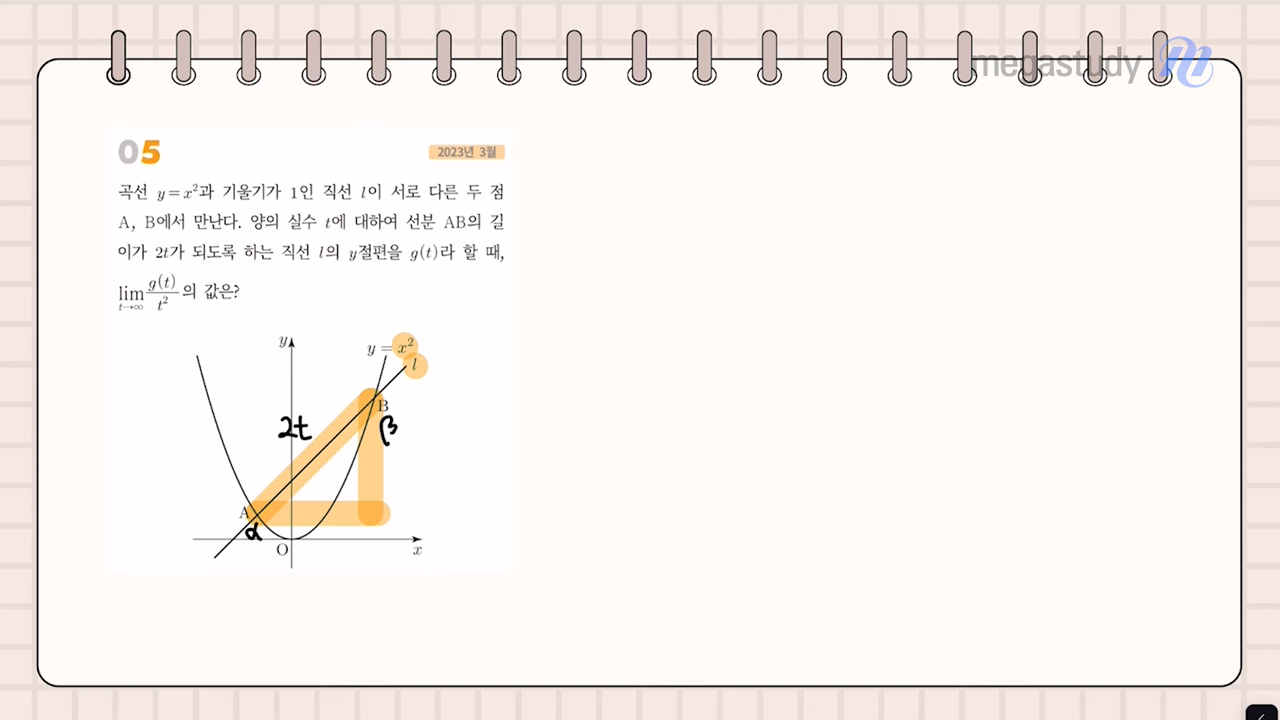 megastudy
05
2023년 3월
곡선 y=x²과 기울기가 1인 직선 l이 서로 다른 두 점
A, B에서 만난다. 양의 실수 t에 대하여 선분 AB의 길
이가 2t가 되도록 하는 직선 l의 y절편을 g(t)라 할 때,
lim t→∞ g(t)/t² 의 값은?
y
y=x²
l
B
2t
β
A
α
O
x